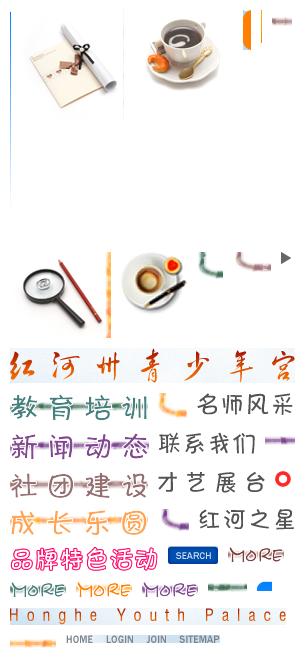 红河州青少年宫
教育培训 名师风采
新闻动态 联系我们
社团建设 才艺展台
成长乐圆 红河之星
品牌特色活动 SEARCH MORE
MORE MORE MORE
Honghe Youth Palace
HOME LOGIN JOIN SITEMAP